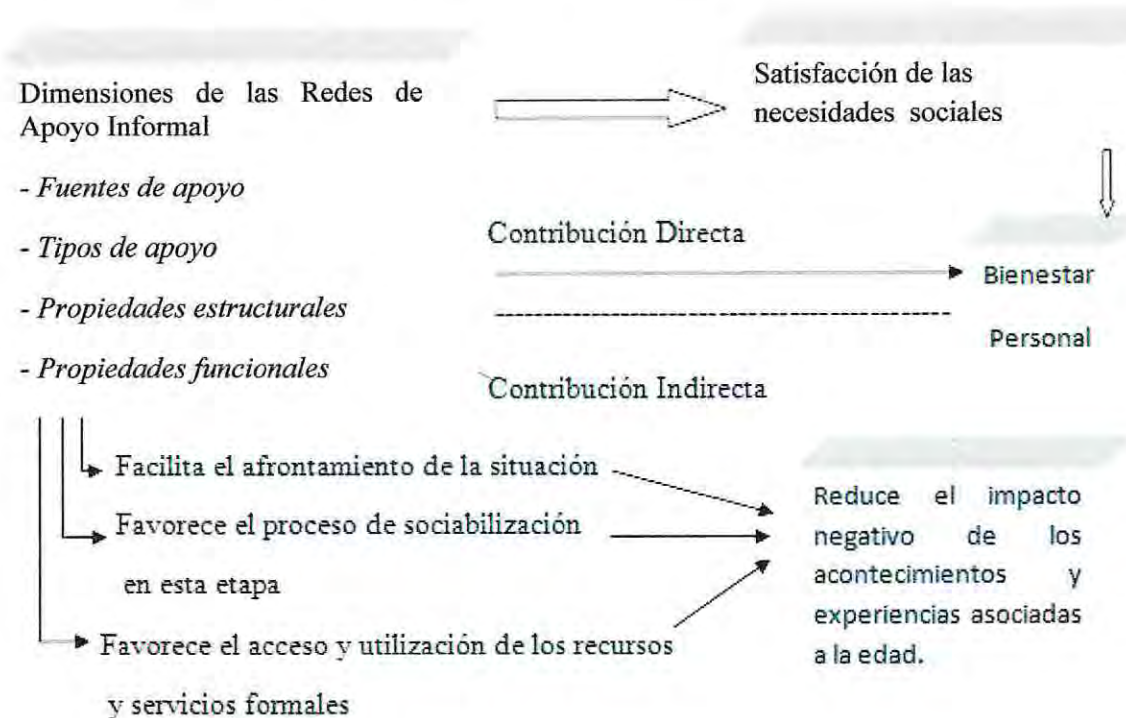 Dimensiones de las Redes de
Apoyo Informal
- Fuentes de apoyo
- Tipos de apoyo
- Propiedades estructurales
- Propiedades funcionales
Satisfacción de las
necesidades sociales
Contribución Directa
Bienestar
Personal
Contribución Indirecta
Facilita el afrontamiento de la situación
Favorece el proceso de sociabilización
en esta etapa
Favorece el acceso y utilización de los recursos
y servicios formales
Reduce el impacto
negativo de los
acontecimientos y
experiencias asociadas
a la edad.